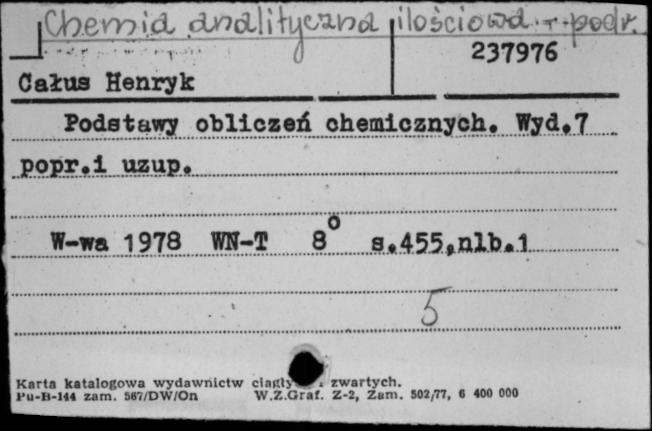 Chemia analityczna ilościowa - podr.
237976
Całus Henryk
Podstawy obliczeń chemicznych. Wyd.7
popr.i uzup.
W-wa 1978 WN-T 8° s.455,nlb.1
5
Karta katalogowa wydawnictw zwartych.
Pu-B-144 zam. 567/DW/On W.Z.Graf. Z-2, Zam. 502/77, 6 400 000